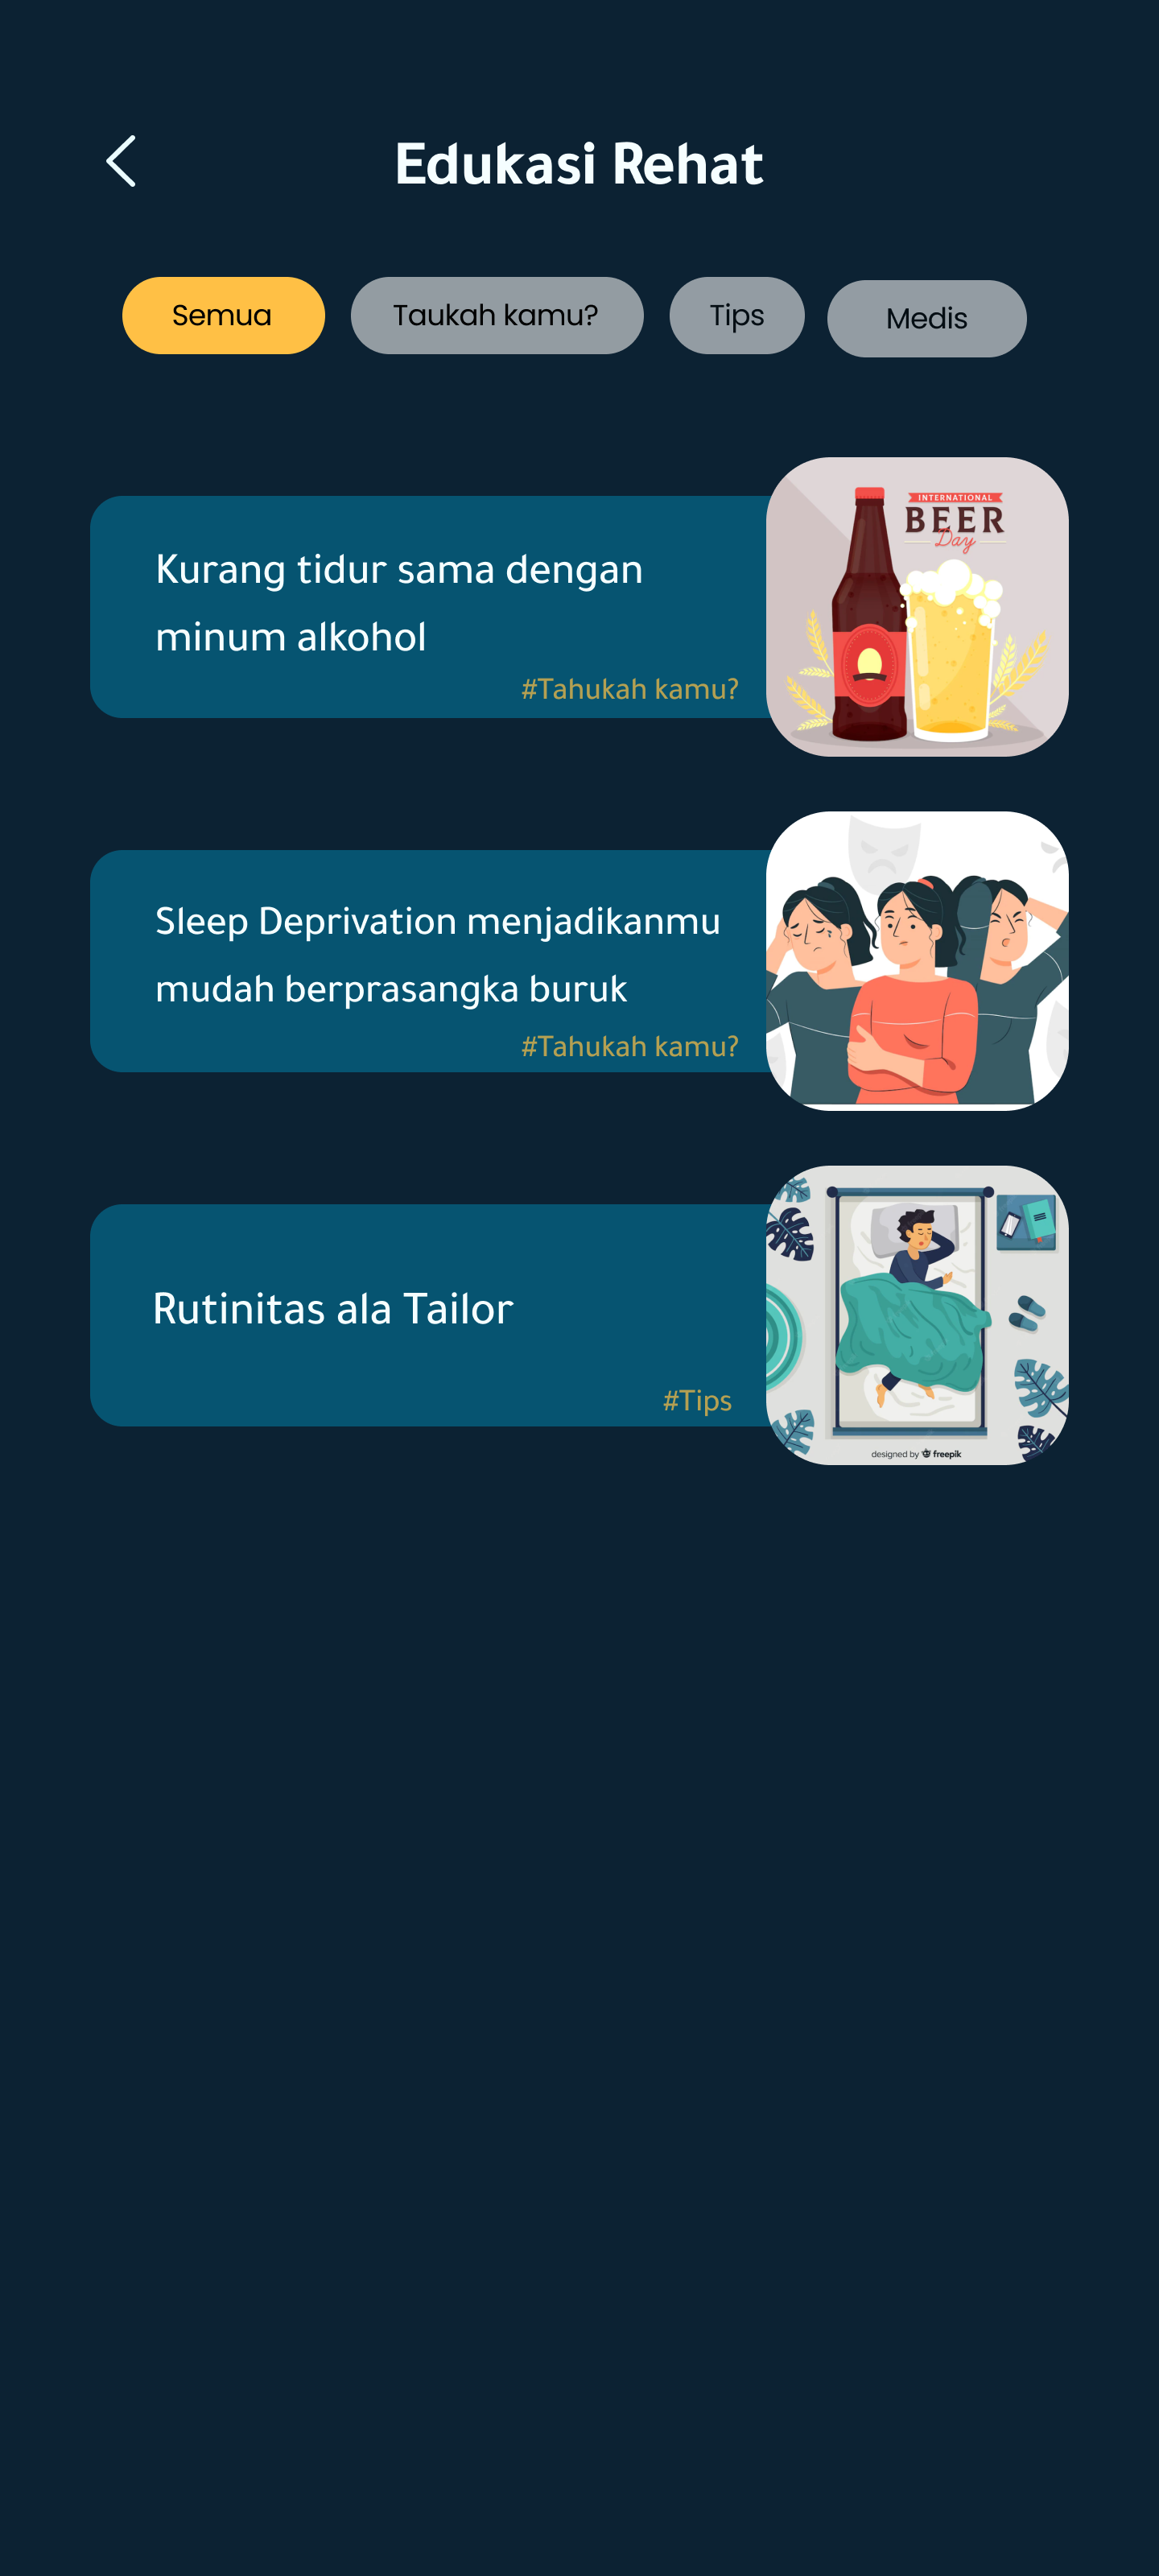 Edukasi Rehat
Semua
Taukah kamu?
Tips
Medis
Kurang tidur sama dengan
minum alkohol
#Tahukah kamu?
INTERNATIONAL
BEER
Day
Sleep Deprivation menjadikanmu
mudah berprasangka buruk
#Tahukah kamu?
Rutinitas ala Tailor
#Tips
designed by freepik